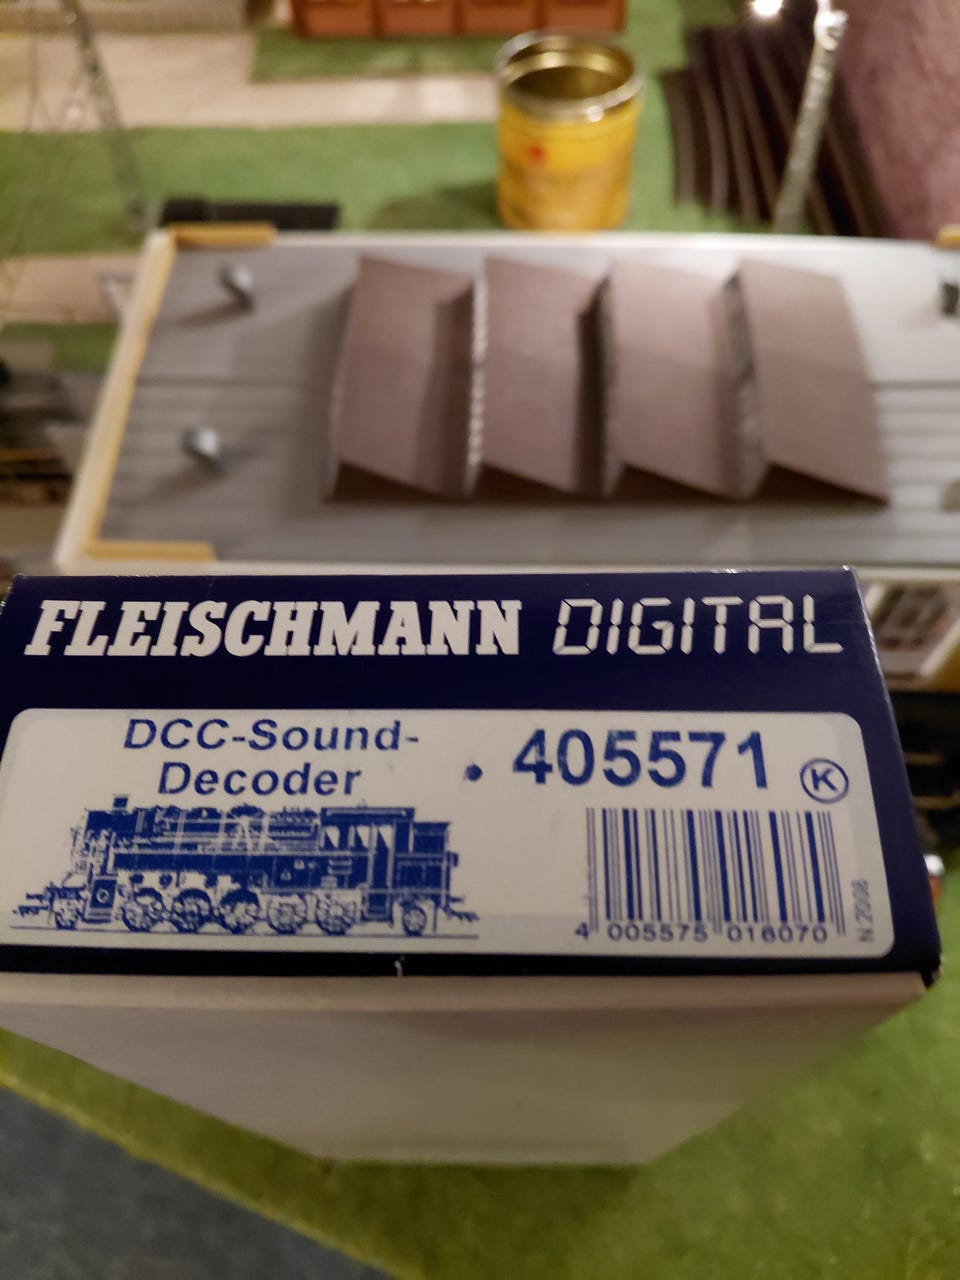 FLEISCHMANN DIGITAL
DCC-Sound-
Decoder
. 405571 K
4 005575 016070
N 2008